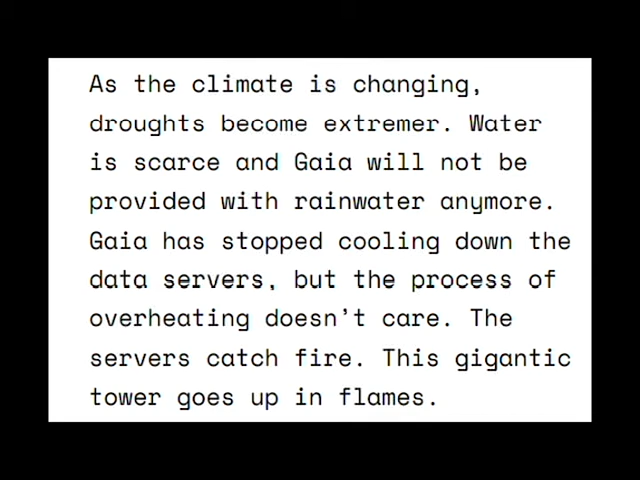 As the climate is changing,
droughts become extremer. Water
is scarce and Gaia will not be
provided with rainwater anymore.
Gaia has stopped cooling down the
data servers, but the process of
overheating doesn’t care. The
servers catch fire. This gigantic
tower goes up in flames.